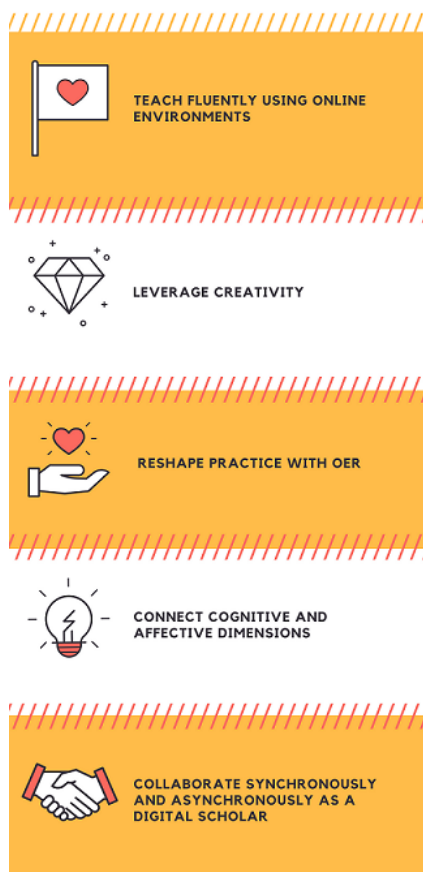 TEACH FLUENTLY USING ONLINE
ENVIRONMENTS
LEVERAGE CREATIVITY
RESHAPE PRACTICE WITH OER
CONNECT COGNITIVE AND
AFFECTIVE DIMENSIONS
COLLABORATE SYNCHRONOUSLY
AND ASYNCHRONOUSLY AS A
DIGITAL SCHOLAR